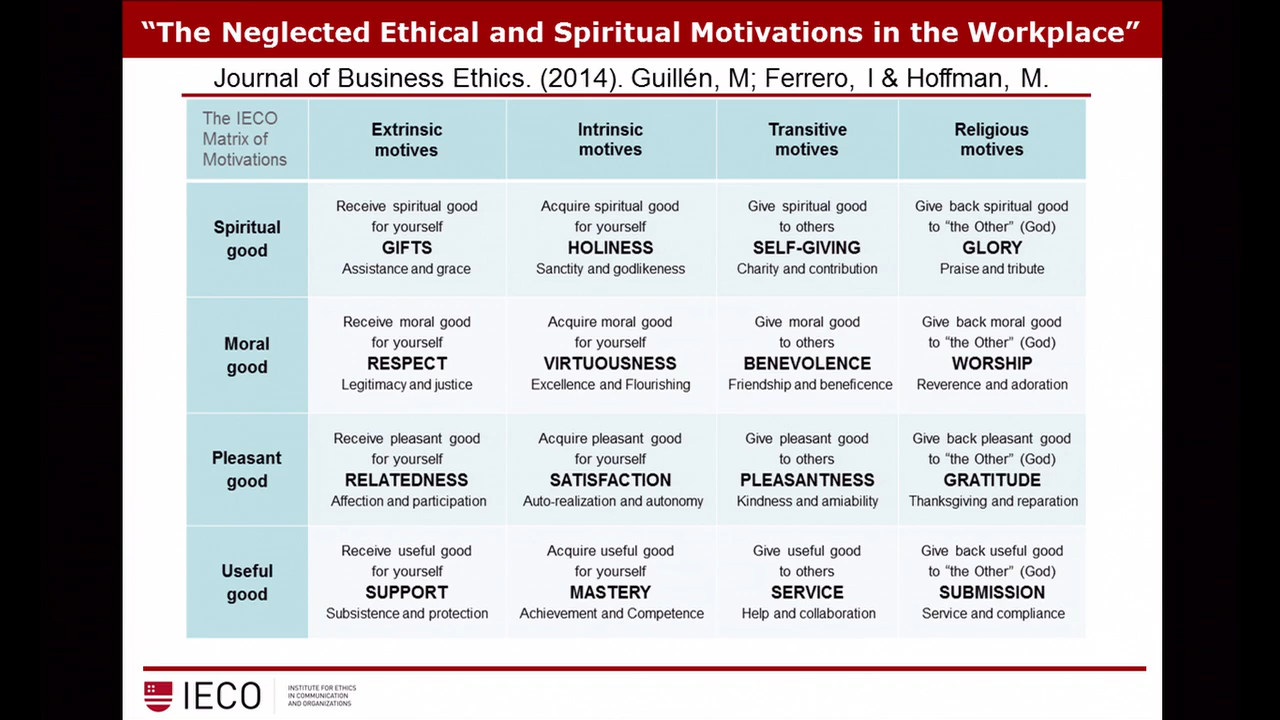 “The Neglected Ethical and Spiritual Motivations in the Workplace”
Journal of Business Ethics. (2014). Guillén, M; Ferrero, I & Hoffman, M.
The IECO
Matrix of
Motivations
Extrinsic
motives
Intrinsic
motives
Transitive
motives
Religious
motives
Spiritual
good
Receive spiritual good
for yourself
GIFTS
Assistance and grace
Acquire spiritual good
for yourself
HOLINESS
Sanctity and godlikeness
Give spiritual good
to others
SELF-GIVING
Charity and contribution
Give back spiritual good
to “the Other” (God)
GLORY
Praise and tribute
Moral
good
Receive moral good
for yourself
RESPECT
Legitimacy and justice
Acquire moral good
for yourself
VIRTUOUSNESS
Excellence and Flourishing
Give moral good
to others
BENEVOLENCE
Friendship and beneficence
Give back moral good
to “the Other” (God)
WORSHIP
Reverence and adoration
Pleasant
good
Receive pleasant good
for yourself
RELATEDNESS
Affection and participation
Acquire pleasant good
for yourself
SATISFACTION
Auto-realization and autonomy
Give pleasant good
to others
PLEASANTNESS
Kindness and amiability
Give back pleasant good
to “the Other” (God)
GRATITUDE
Thanksgiving and reparation
Useful
good
Receive useful good
for yourself
SUPPORT
Subsistence and protection
Acquire useful good
for yourself
MASTERY
Achievement and Competence
Give useful good
to others
SERVICE
Help and collaboration
Give back useful good
to “the Other” (God)
SUBMISSION
Service and compliance
IECO
INSTITUTE FOR ETHICS
IN COMMUNICATION
AND ORGANIZATIONS